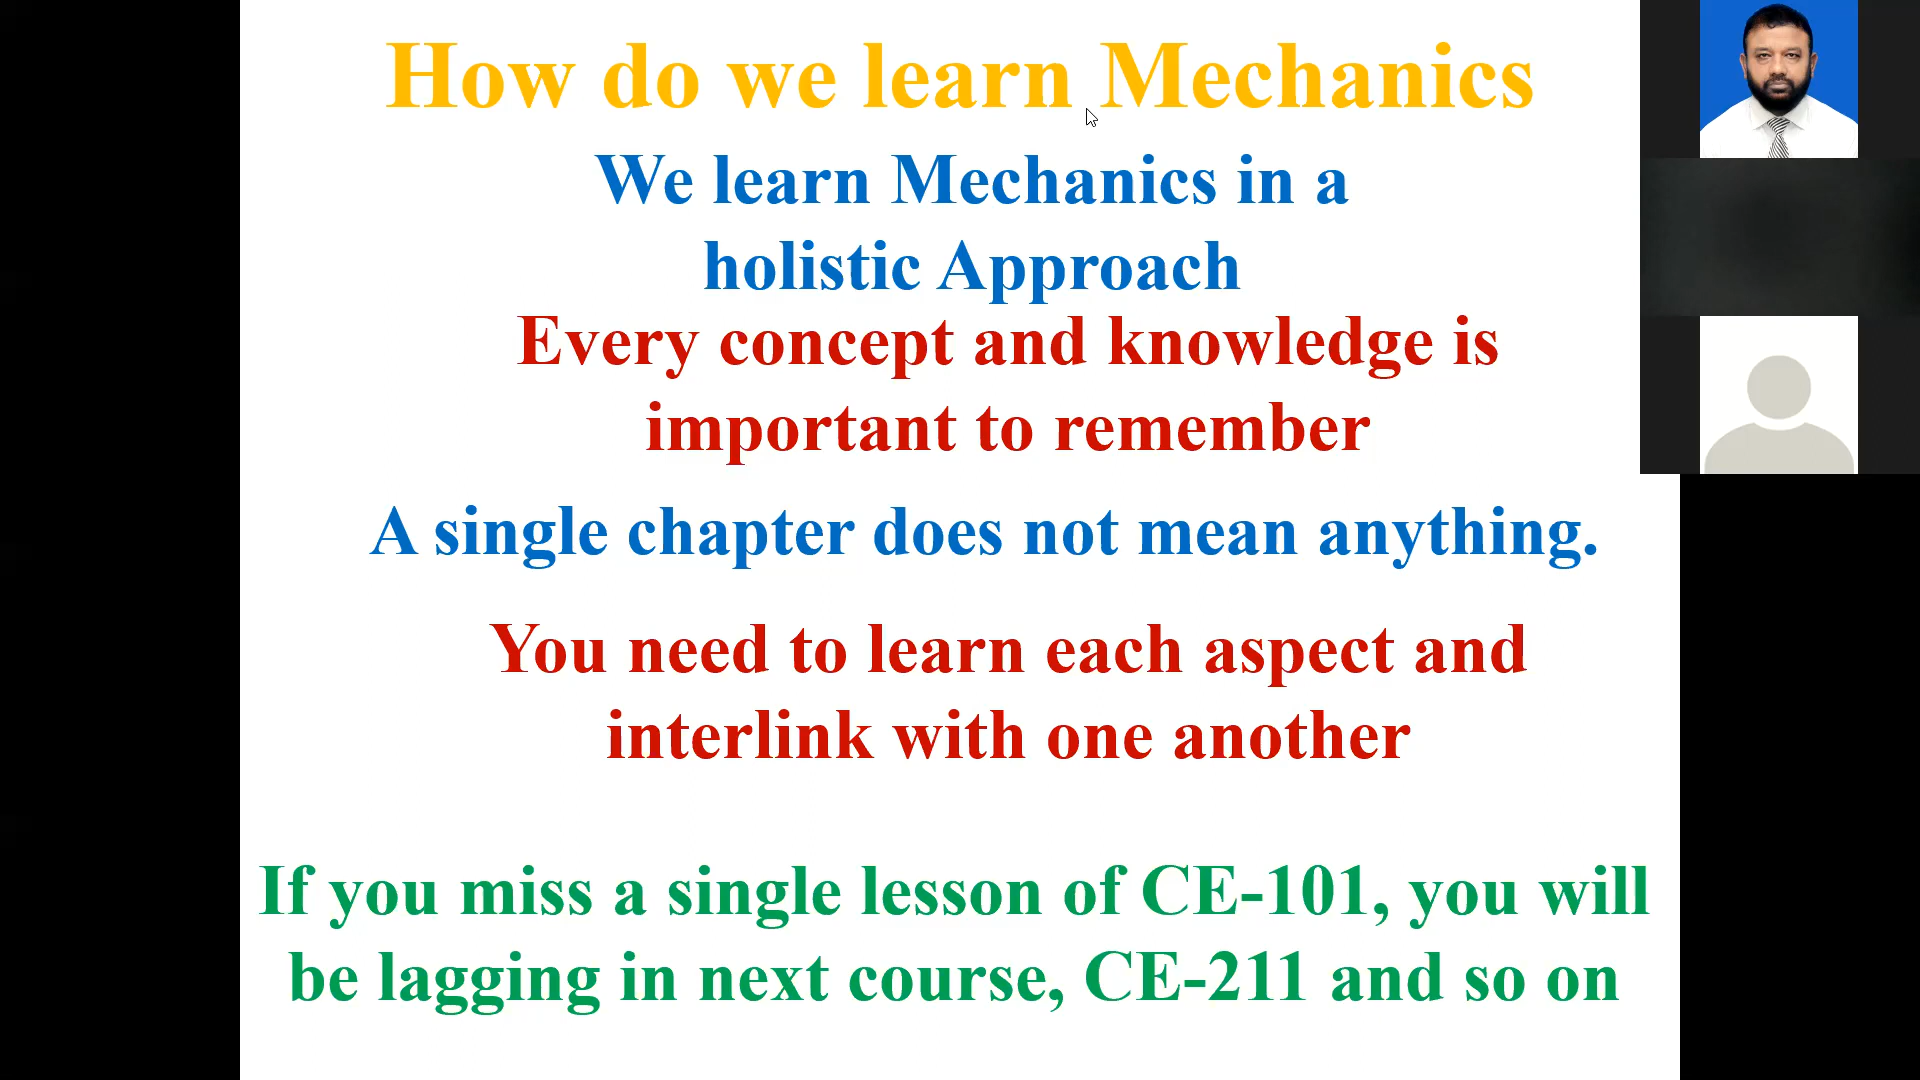 How do we learn Mechanics
We learn Mechanics in a
holistic Approach
Every concept and knowledge is
important to remember
A single chapter does not mean anything.
You need to learn each aspect and
interlink with one another
If you miss a single lesson of CE-101, you will
be lagging in next course, CE-211 and so on